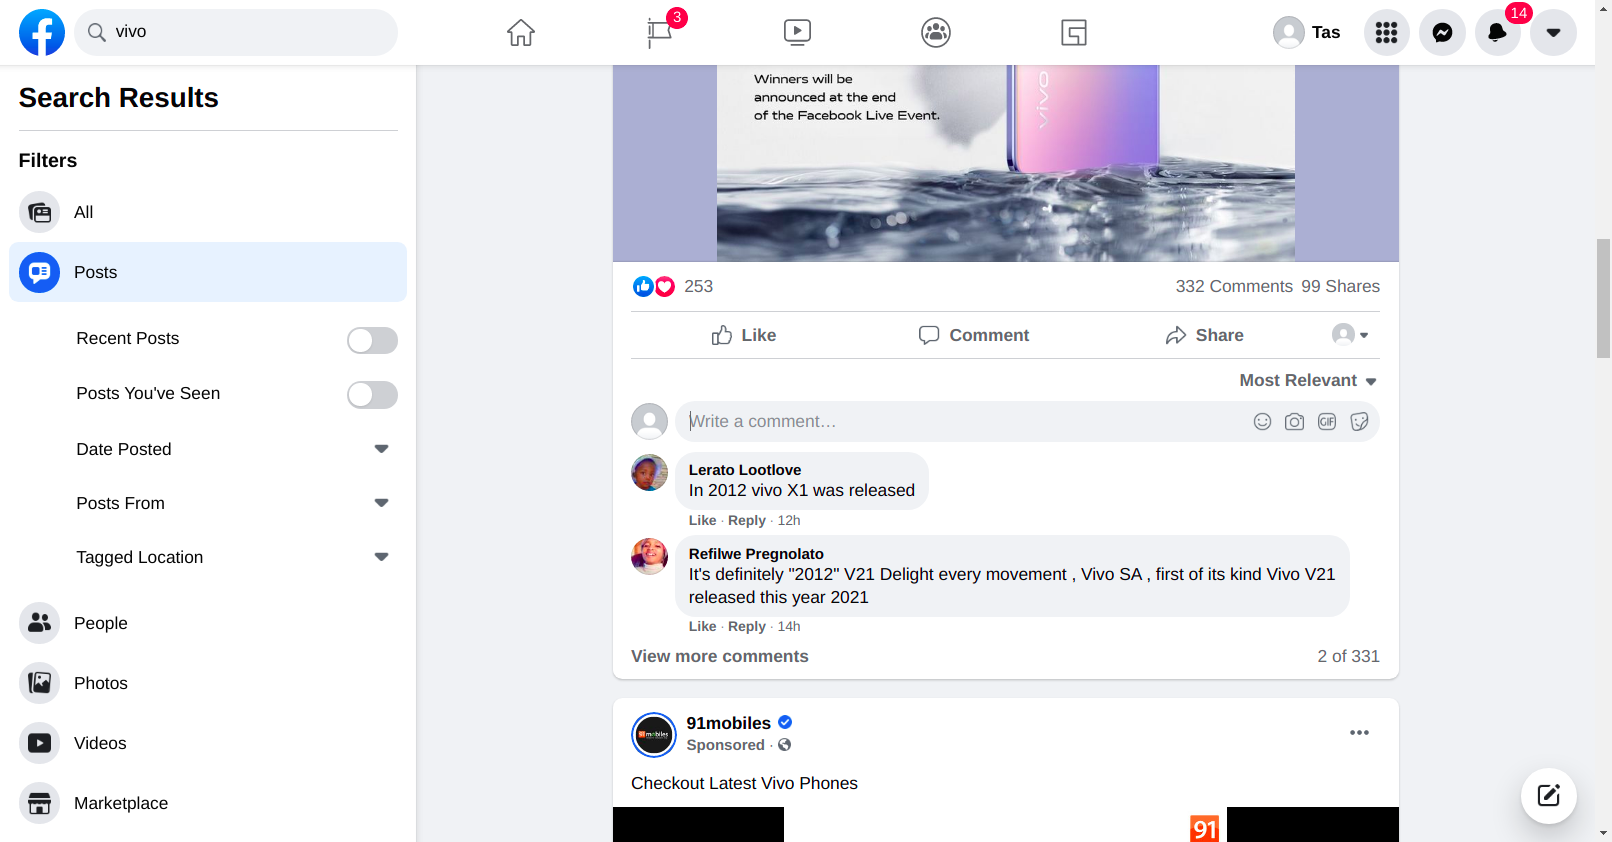 vivo
3
Tas
14
Search Results
Filters
All
Posts
Recent Posts
Posts You've Seen
Date Posted
Posts From
Tagged Location
People
Photos
Videos
Marketplace
Winners will be
announced at the end
of the Facebook Live Event.
vivo
253
332 Comments 99 Shares
Like
Comment
Share
Most Relevant
Write a comment…
GIF
Lerato Lootlove
In 2012 vivo X1 was released
Like · Reply · 12h
Refilwe Pregnolato
It's definitely "2012" V21 Delight every movement , Vivo SA , first of its kind Vivo V21
released this year 2021
Like · Reply · 14h
View more comments
2 of 331
91mobiles
91mobiles
Sponsored ·
Checkout Latest Vivo Phones
91